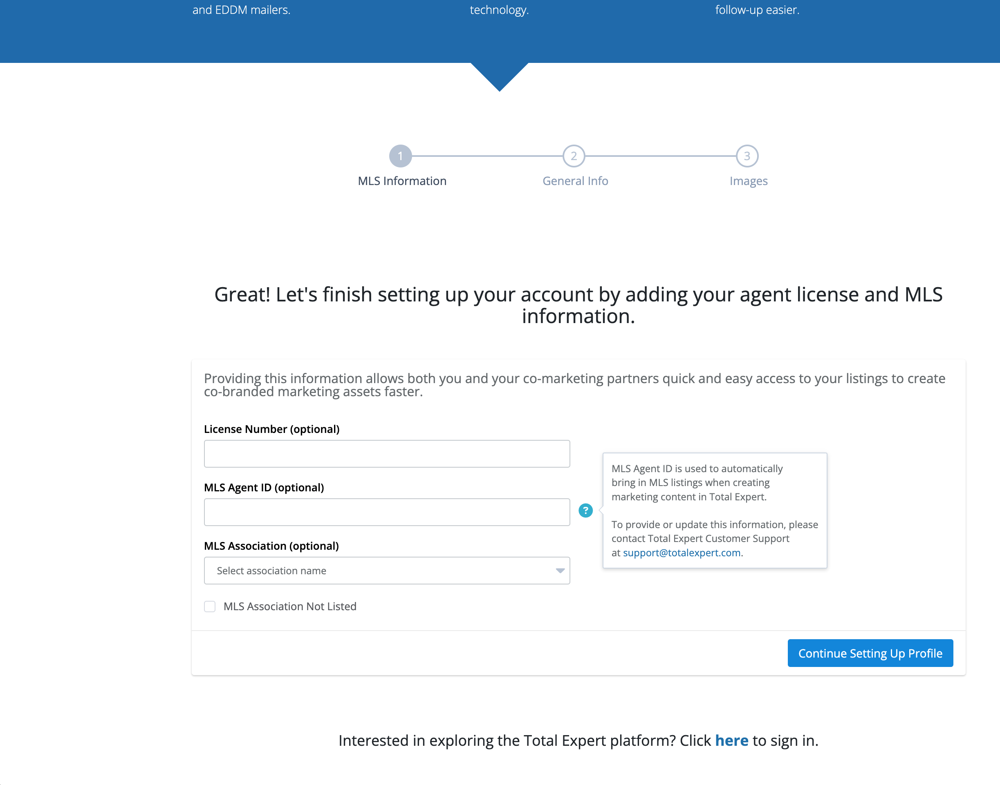 and EDDM mailers.
technology.
follow-up easier.
1
2
3
MLS Information
General Info
Images
Great! Let's finish setting up your account by adding your agent license and MLS
information.
Providing this information allows both you and your co-marketing partners quick and easy access to your listings to create
co-branded marketing assets faster.
License Number (optional)
MLS Agent ID (optional)
?
MLS Agent ID is used to automatically
bring in MLS listings when creating
marketing content in Total Expert.
To provide or update this information, please
contact Total Expert Customer Support
at support@totalexpert.com.
MLS Association (optional)
Select association name
MLS Association Not Listed
Continue Setting Up Profile
Interested in exploring the Total Expert platform? Click here to sign in.